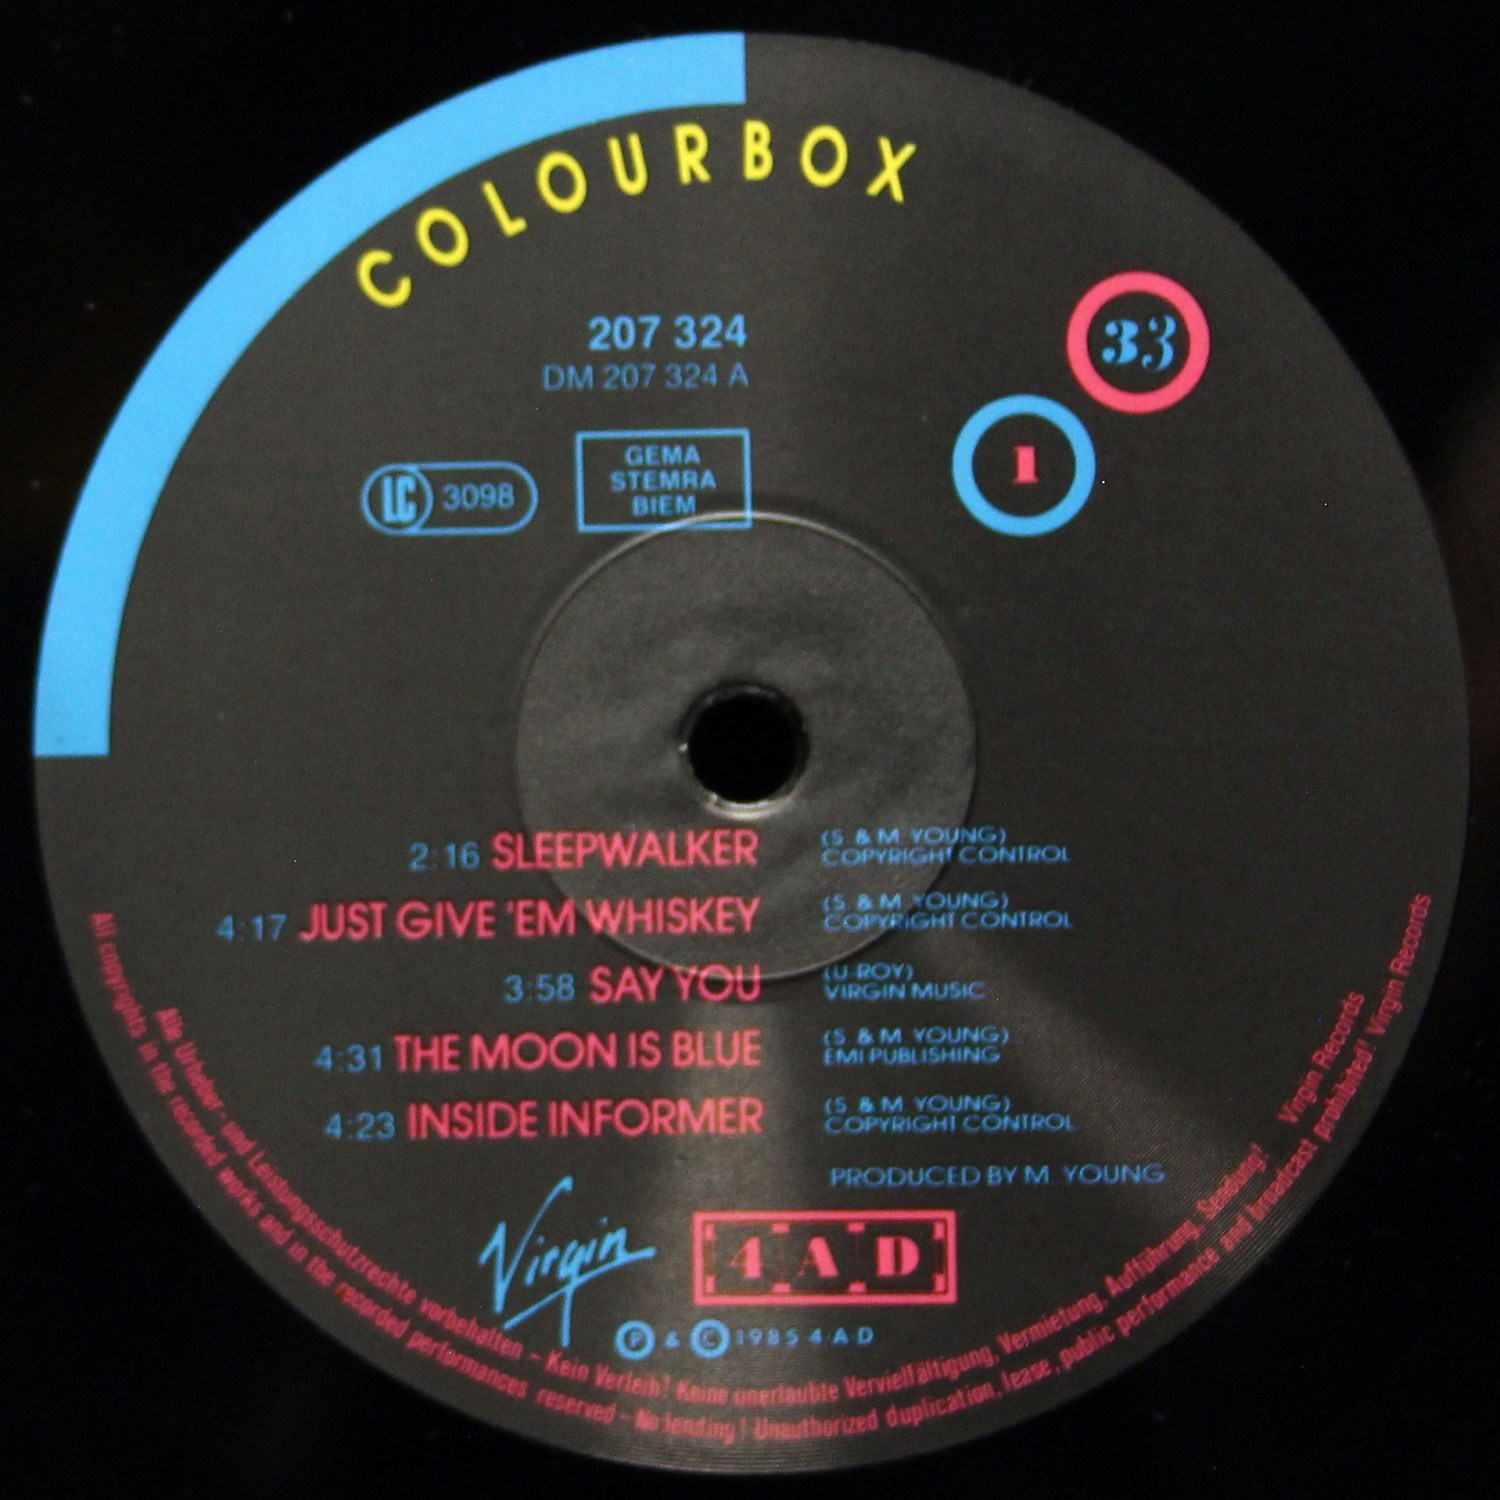 COLOURBOX
207 324
DM 207 324 A
33
1
LC 3098
GEMA
STEMRA
BIEM
2:16 SLEEPWALKER (S. & M. YOUNG)
COPYRIGHT CONTROL
4:17 JUST GIVE 'EM WHISKEY (S. & M. YOUNG)
COPYRIGHT CONTROL
3:58 SAY YOU (U. ROY)
VIRGIN MUSIC
4:31 THE MOON IS BLUE (S. & M. YOUNG)
EMI PUBLISHING
4:23 INSIDE INFORMER (S. & M. YOUNG)
COPYRIGHT CONTROL
PRODUCED BY M. YOUNG
Virgin
4AD
Ⓟ & © 1985 4·A·D
Alle Urheber- und Leistungsschutzrechte vorbehalten – Kein Verleih! Keine unerlaubte Vervielfältigung, Vermietung, Aufführung, Sendung! Virgin Records
All copyrights in the recorded works and in the recorded performances reserved – No lending! Unauthorized duplication, lease, public performance and broadcast prohibited! Virgin Records